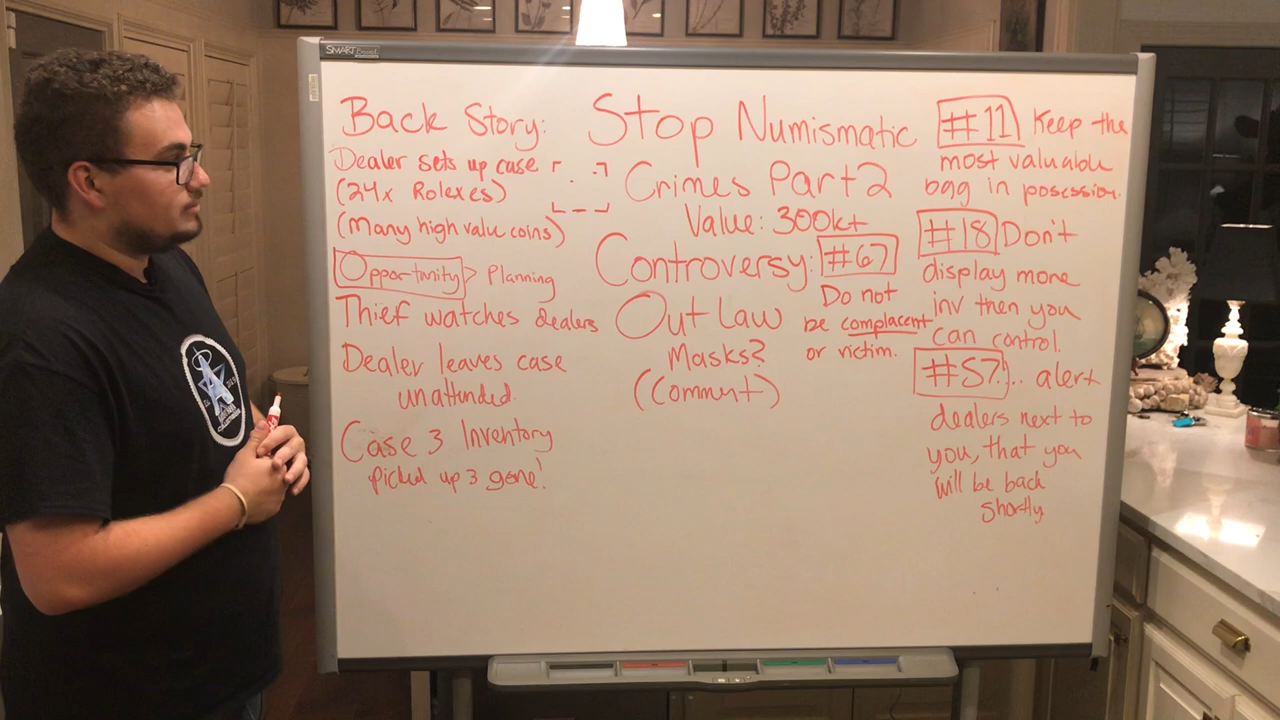 SMART Board
Back Story:
Dealer sets up case
(24x Rolexes)
(Many high value coins)
Opportunity > Planning
Thief watches dealers
Dealer leaves case
unattended.
Case 3 Inventory
picked up 3 gone!
Stop Numismatic
Crimes Part 2
Value: 300k+
Controversy:
Outlaw
Masks?
(Comment)
#67
Do not
be complacent
or victim.
#11 Keep the
most valuable
bag in posession.
#18 Don't
display more
inv then you
can control.
#57... alert
dealers next to
you, that you
will be back
shortly